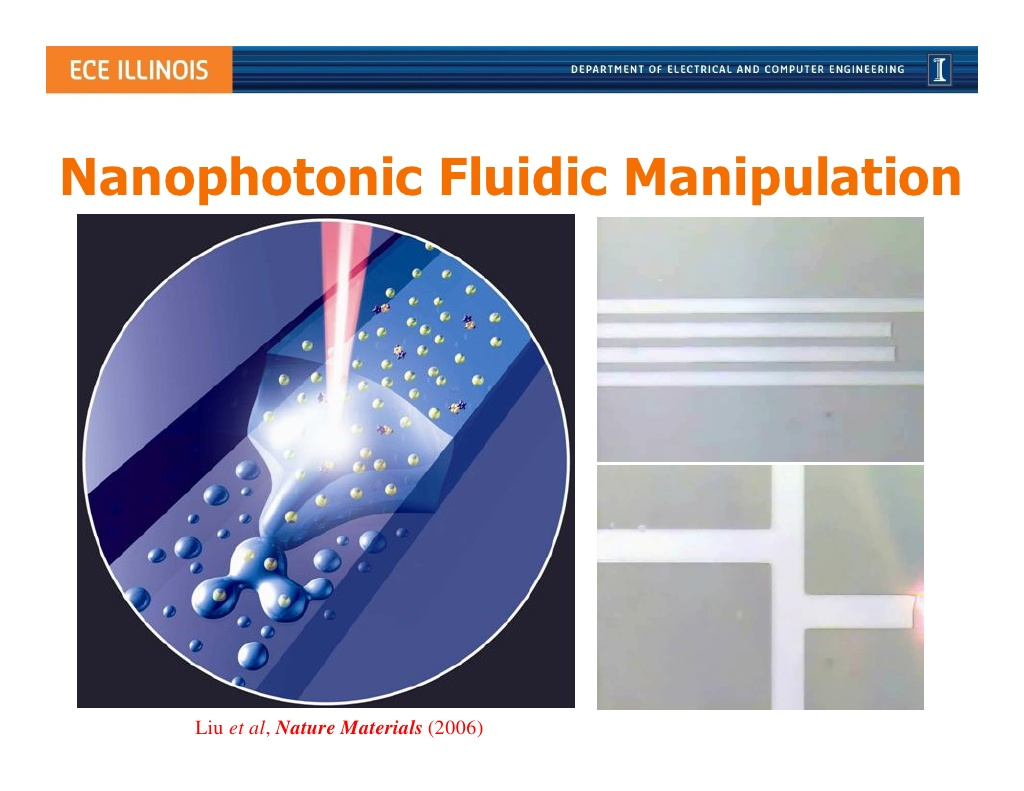 ECE ILLINOIS
DEPARTMENT OF ELECTRICAL AND COMPUTER ENGINEERING
I
Nanophotonic Fluidic Manipulation
Liu et al, Nature Materials (2006)